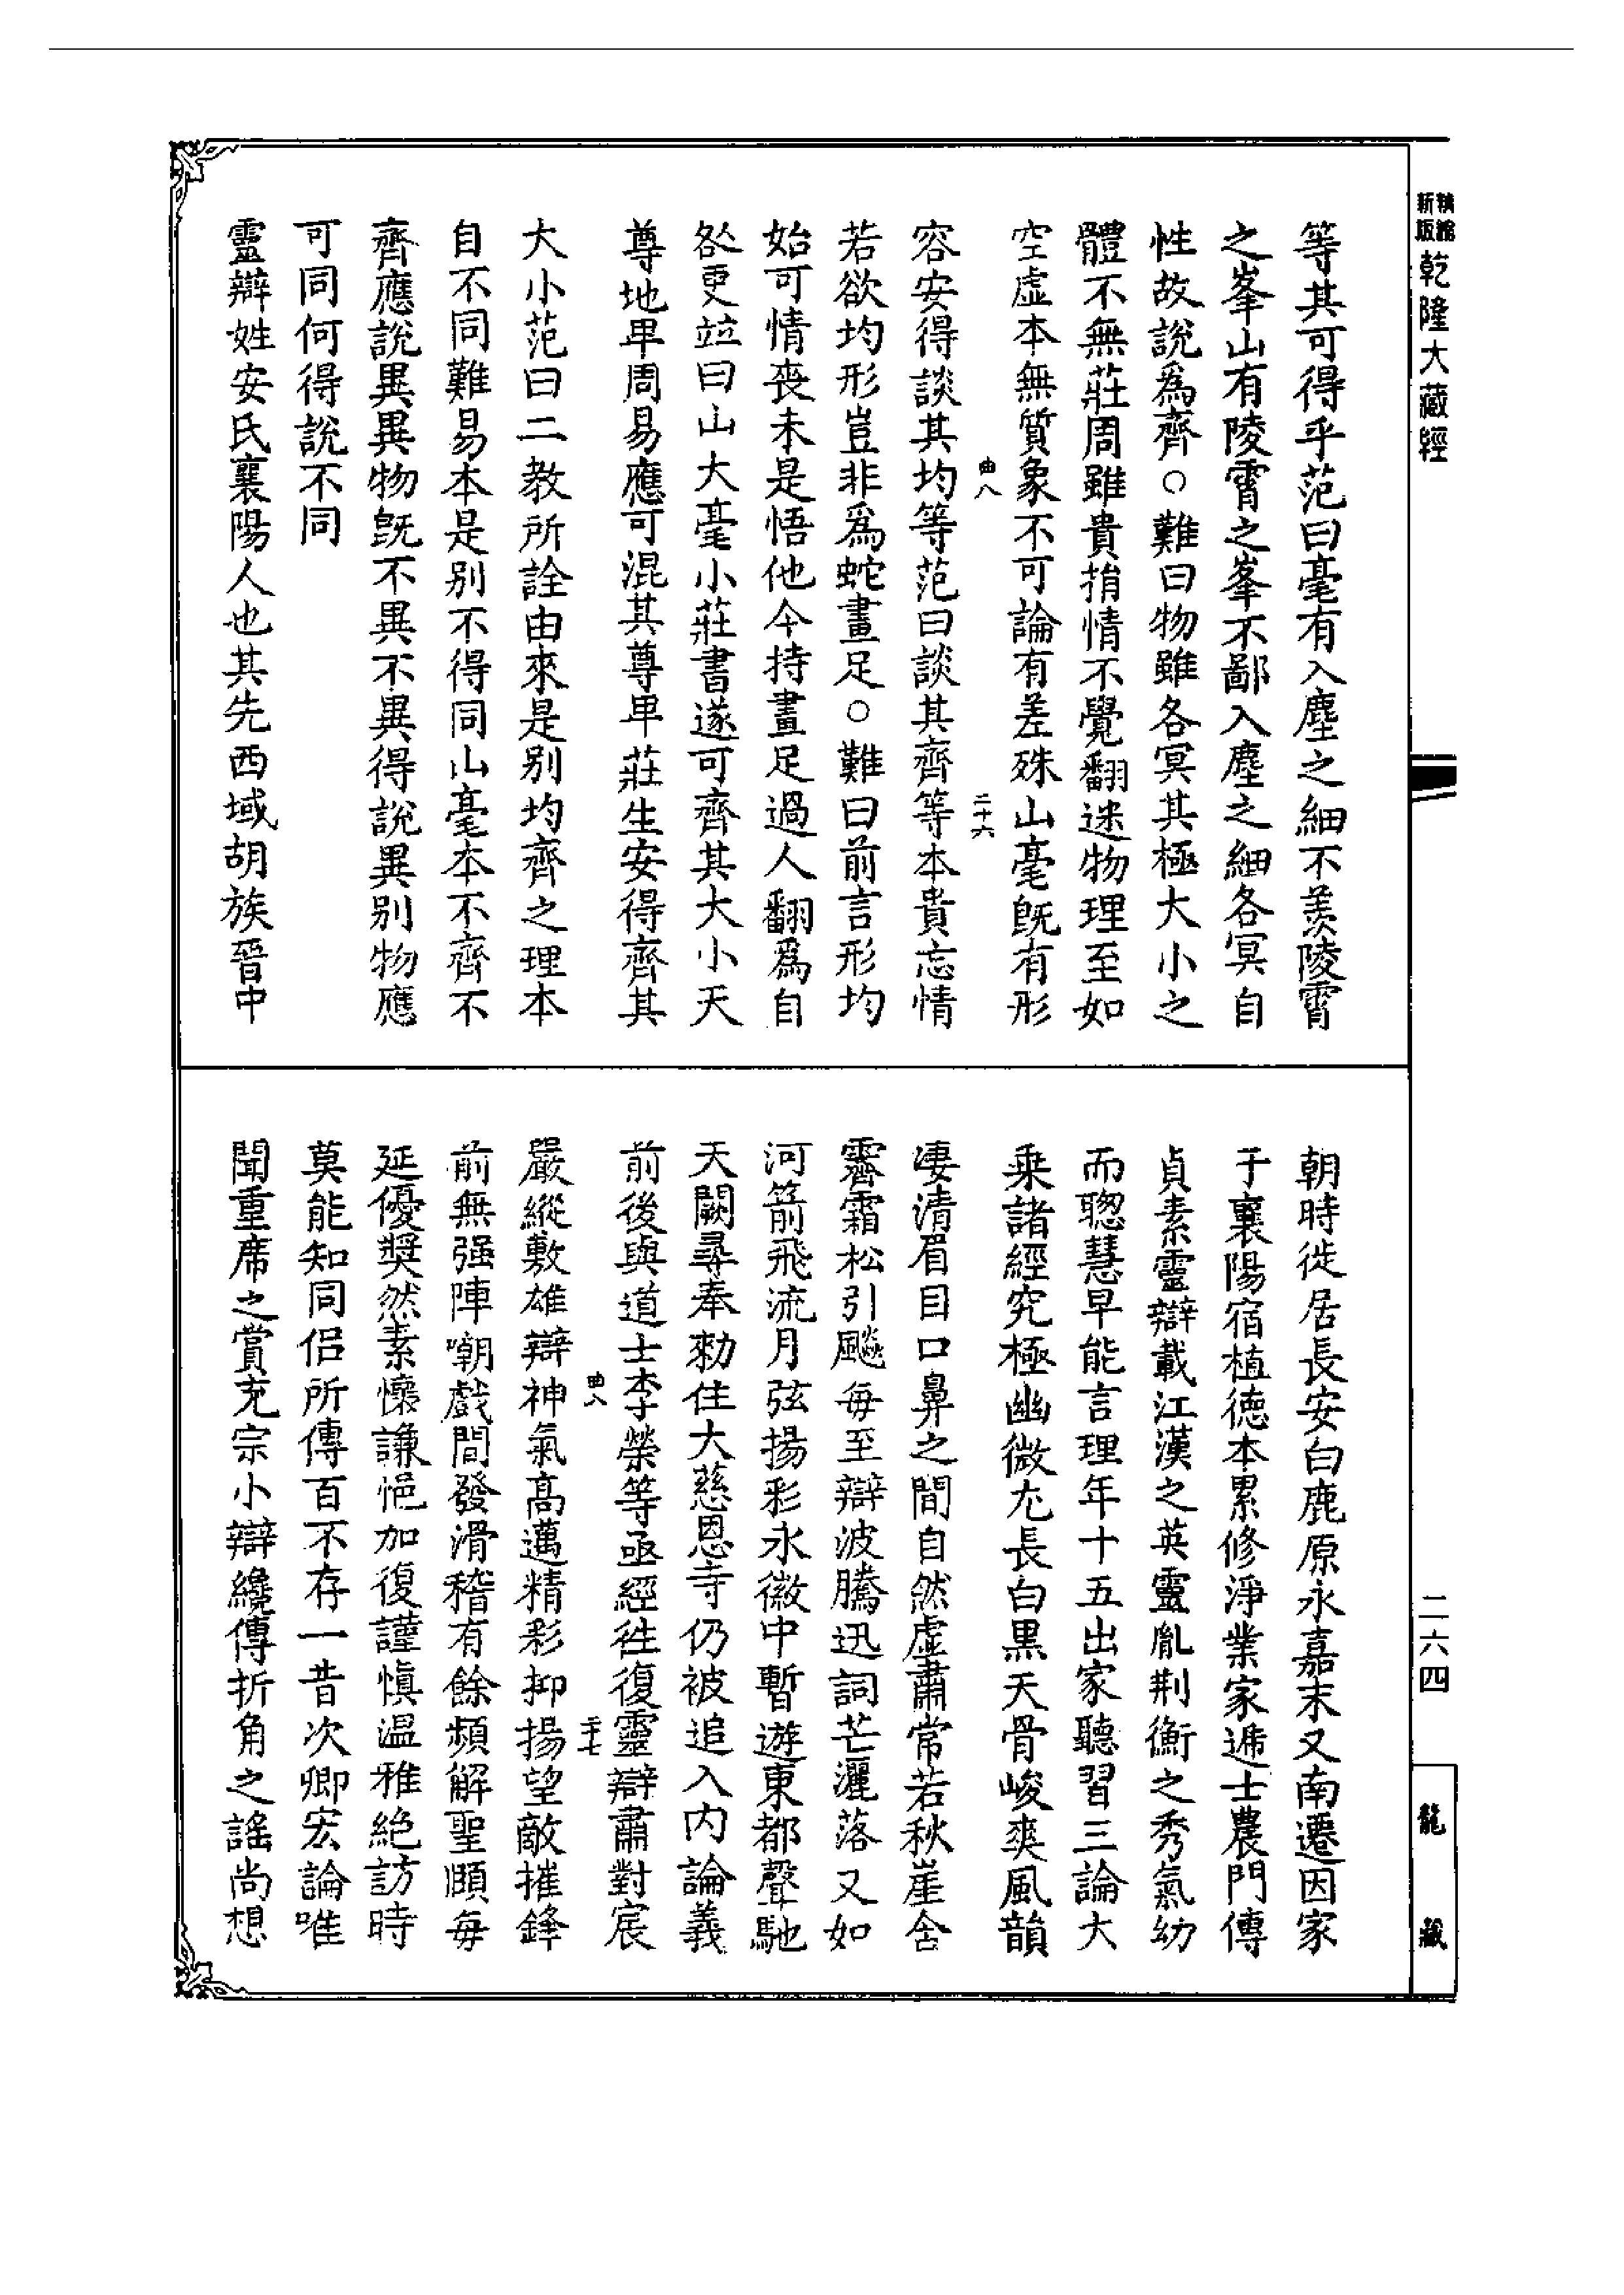 新版精縮乾隆大藏經
等其可得乎范曰毫有入塵之細不羨陵霄
之峯山有陵霄之峯不鄙入塵之細各冥自
性故說爲齊○難曰物雖各冥其極大小之
體不無莊周雖貴捐情不覺翻迷物理至如
空虛本無質象不可論有差殊山毫旣有形
曲八
二十六
容安得談其均等范曰談其齊等本貴忘情
若欲均形豈非爲蛇畫足○難曰前言形均
始可情喪未是悟他今持畫足過人翻爲自
咎更竝曰山大毫小莊書遂可齊其大小天
尊地卑周易應可混其尊卑莊生安得齊其
大小范曰二教所詮由來是别均齊之理本
自不同難易本是别不得同山毫本不齊不
齊應說異異物旣不異不異得說異别物應
可同何得說不同
靈辯姓安氏襄陽人也其先西域胡族晉中
朝時徙居長安白鹿原永嘉末又南遷因家
于襄陽宿植德本累修淨業家遞士農門傳
貞素靈辯載江漢之英靈胤荆衡之秀氣幼
而聰慧早能言理年十五出家聽習三論大
乗諸經究極幽微尤長白黑天骨峻爽風韻
淒清眉目口鼻之間自然虛肅常若秋崖含
霽霜松引飈每至辯波騰迅詞芒灑落又如
河箭飛流月弦揚彩永徽中暫遊東都聲馳
天闕尋奉勅住大慈恩寺仍被追入内論義
前後與道士李榮等亟經徃復靈辯肅對宸
曲八
二七
嚴縱敷雄辯神氣高邁精彩抑揚望敵摧鋒
前無强陣嘲戲間發滑稽有餘頻解聖頤每
延優奬然素懷謙悒加復謹慎温雅絶訪時
莫能知同侣所傳百不存一昔次卿宏論唯
聞重席之賞充宗小辯纔傳折角之謠尚想
二六四
龍藏